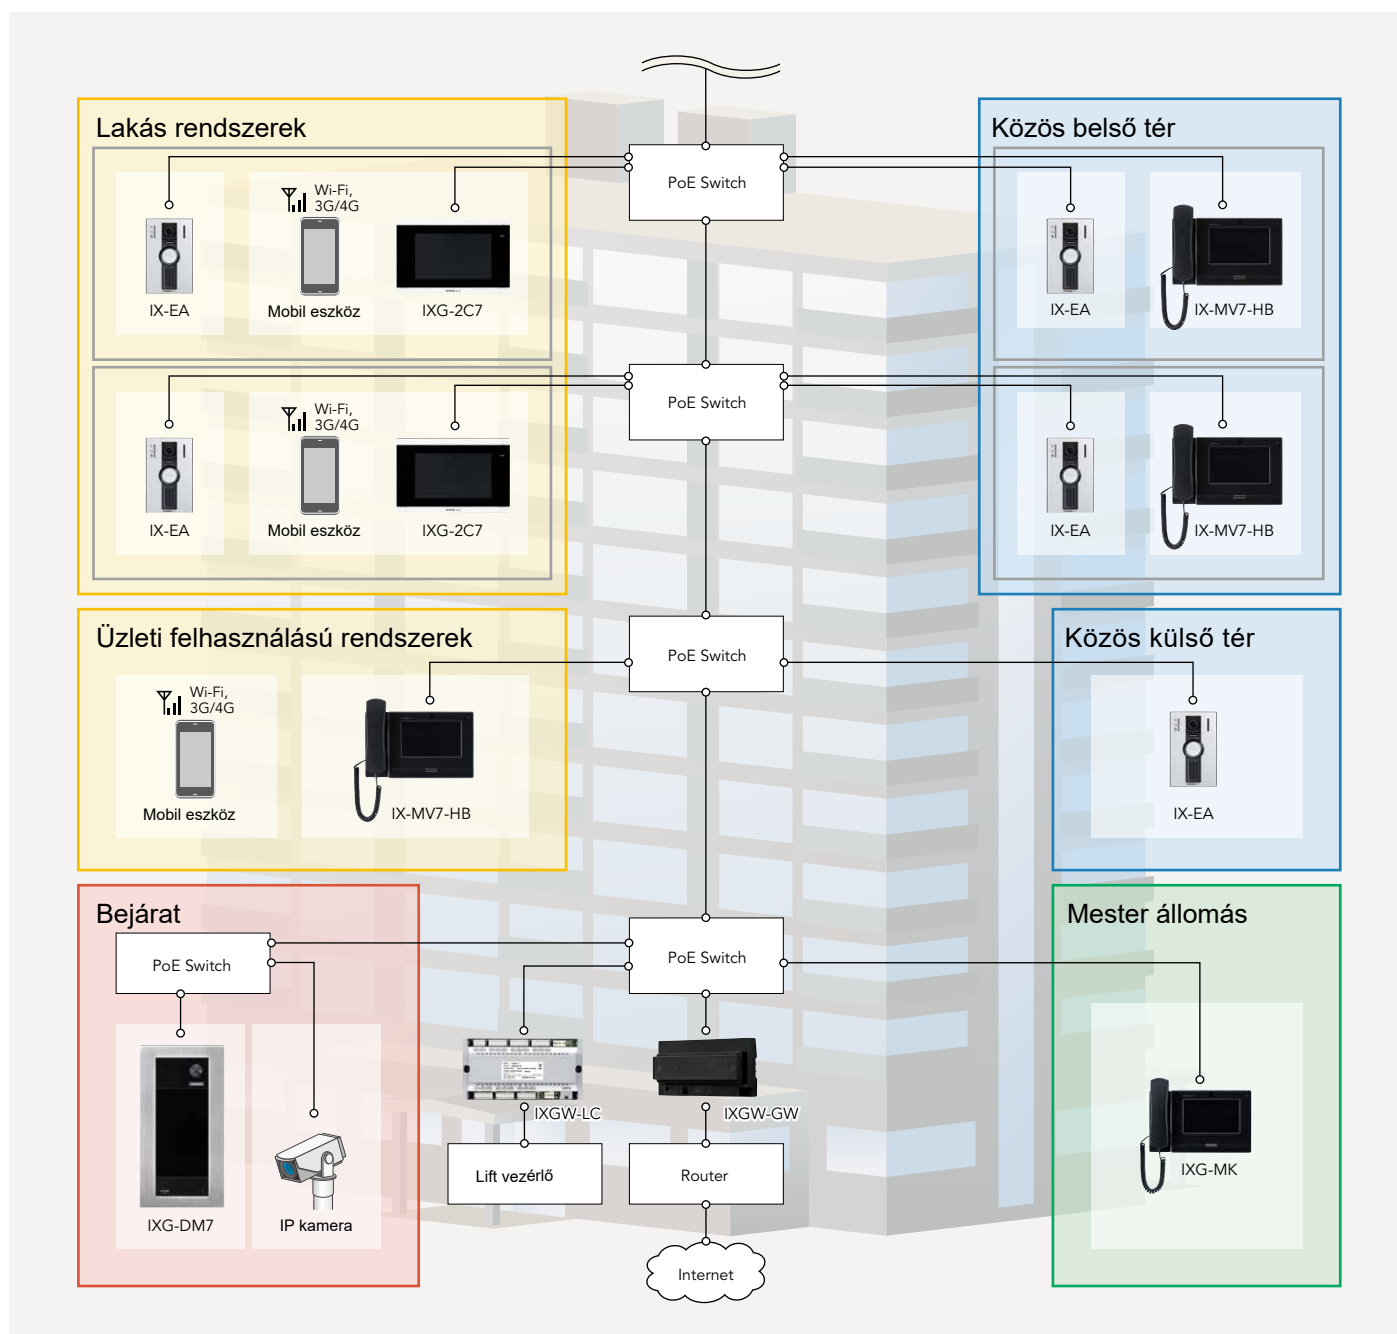 Lakás rendszerek
Wi-Fi,
3G/4G
IX-EA
Mobil eszköz
IXG-2C7
PoE Switch
Közös belső tér
IX-EA
IX-MV7-HB
Wi-Fi,
3G/4G
IX-EA
Mobil eszköz
IXG-2C7
PoE Switch
IX-EA
IX-MV7-HB
Üzleti felhasználású rendszerek
Wi-Fi,
3G/4G
Mobil eszköz
IX-MV7-HB
PoE Switch
Közös külső tér
IX-EA
Bejárat
PoE Switch
IXG-DM7
IP kamera
PoE Switch
IXGW-LC
IXGW-GW
Lift vezérlő
Router
Internet
Mester állomás
IXG-MK